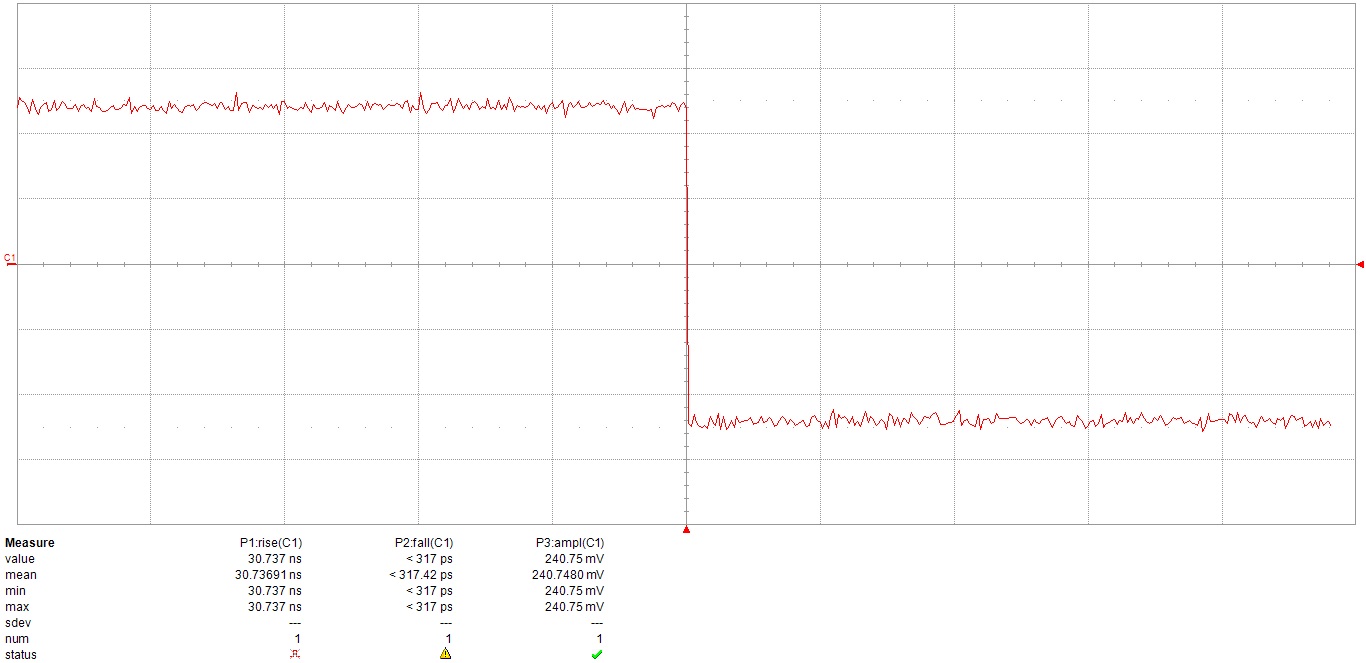 C1
Measure P1:rise(C1) P2:fall(C1) P3:ampl(C1)
value 30.737 ns < 317 ps 240.75 mV
mean 30.73691 ns < 317.42 ps 240.7480 mV
min 30.737 ns < 317 ps 240.75 mV
max 30.737 ns < 317 ps 240.75 mV
sdev --- --- ---
num 1 1 1
status